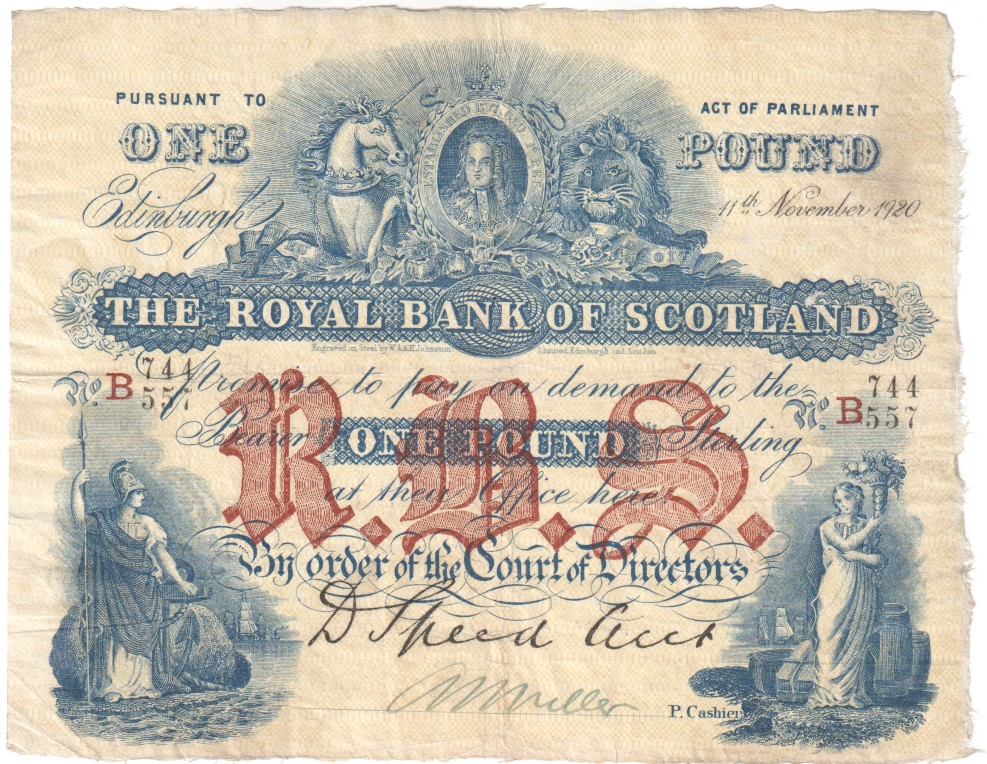 PURSUANT TO
ACT OF PARLIAMENT
ONE
POUND
Edinburgh
11th November 1920
THE ROYAL BANK OF SCOTLAND
Engraved on Steel by W.& A.K. Johnston
Limited, Edinburgh and London
No. B 744
557
No. B 744
557
Promise to pay on demand to the
Bearer ONE POUND Sterling
at their Office here
R.B.S.
By order of the Court of Directors
D Speed Acct
Miller
P. Cashier